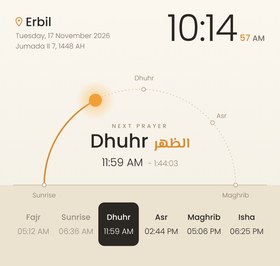 Erbil
Tuesday, 17 November 2026
Jumada II 7, 1448 AH
10:14 57 AM
Dhuhr
Asr
NEXT PRAYER
Dhuhr الظهر
11:59 AM - 1:44:03
Sunrise
Maghrib
Fajr Sunrise Dhuhr Asr Maghrib Isha
05:12 AM 06:36 AM 11:59 AM 02:44 PM 05:06 PM 06:25 PM